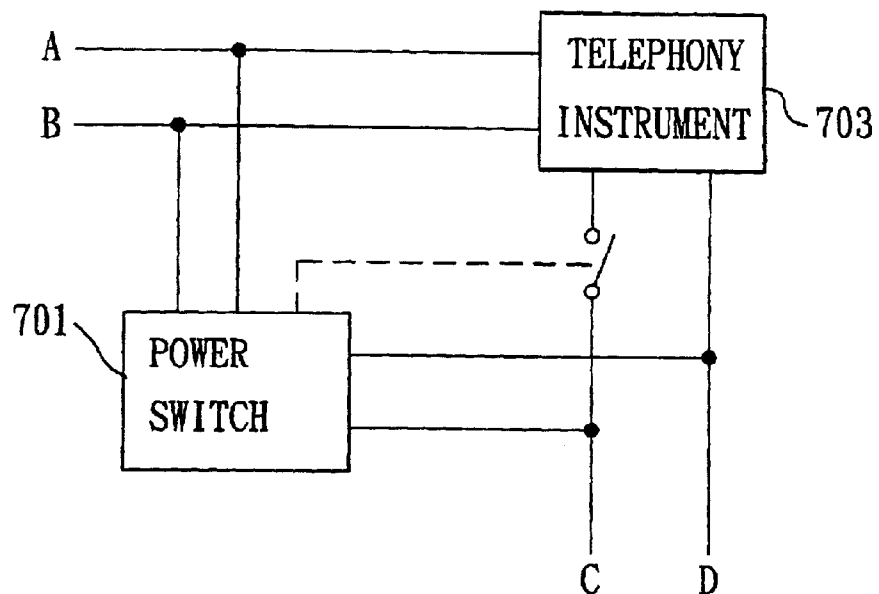 A
TELEPHONY
INSTRUMENT
B
703
701
POWER
SWITCH
C
D